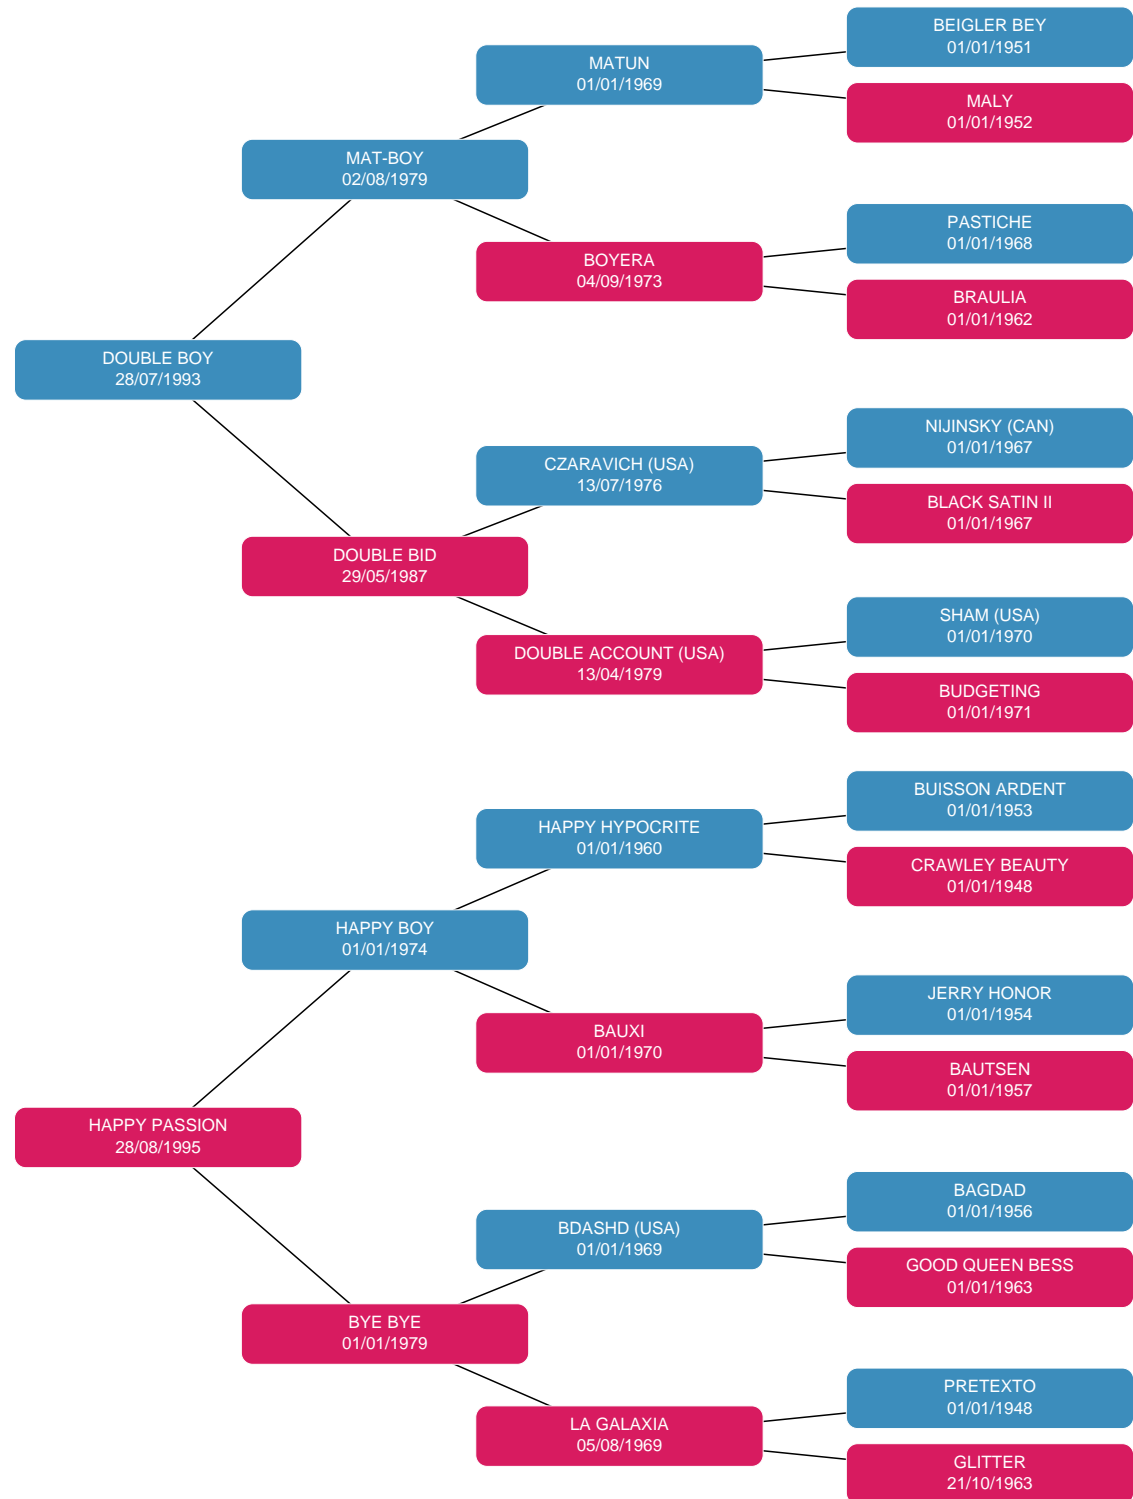 BEIGLER BEY
01/01/1951
MATUN
01/01/1969
MALY
01/01/1952
MAT-BOY
02/08/1979
PASTICHE
01/01/1968
BOYERA
04/09/1973
BRAULIA
01/01/1962
DOUBLE BOY
28/07/1993
NIJINSKY (CAN)
01/01/1967
CZARAVICH (USA)
13/07/1976
BLACK SATIN II
01/01/1967
DOUBLE BID
29/05/1987
SHAM (USA)
01/01/1970
DOUBLE ACCOUNT (USA)
13/04/1979
BUDGETING
01/01/1971
BUISSON ARDENT
01/01/1953
HAPPY HYPOCRITE
01/01/1960
CRAWLEY BEAUTY
01/01/1948
HAPPY BOY
01/01/1974
JERRY HONOR
01/01/1954
BAUXI
01/01/1970
BAUTSEN
01/01/1957
HAPPY PASSION
28/08/1995
BAGDAD
01/01/1956
BDASHD (USA)
01/01/1969
GOOD QUEEN BESS
01/01/1963
BYE BYE
01/01/1979
PRETEXTO
01/01/1948
LA GALAXIA
05/08/1969
GLITTER
21/10/1963